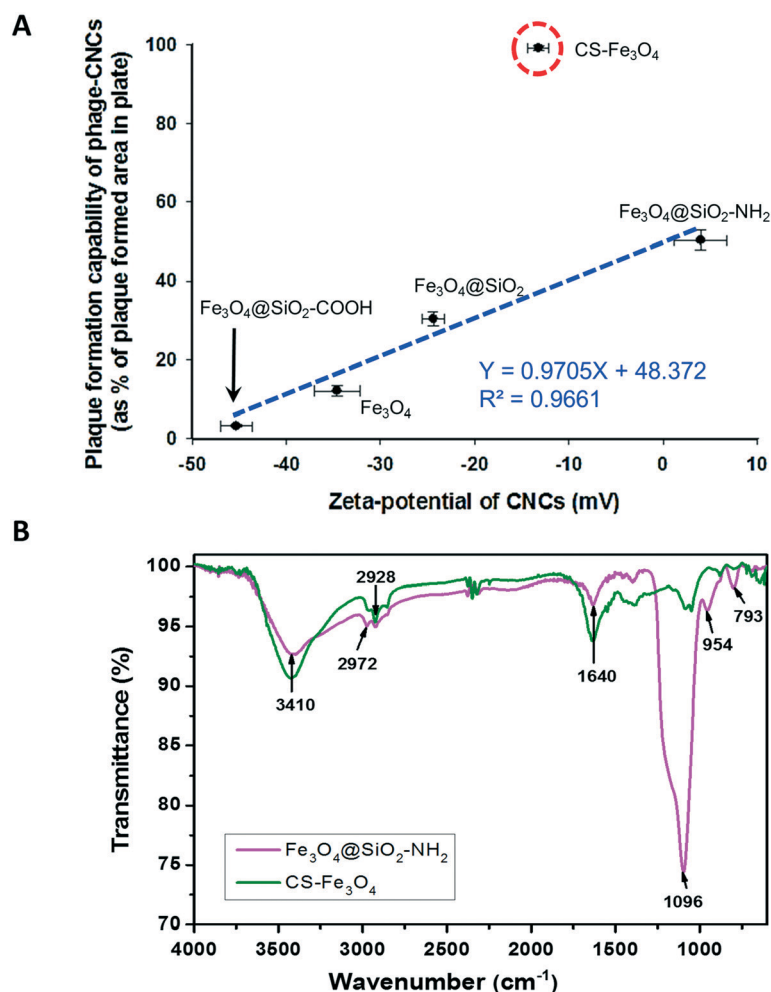 A
Plaque formation capability of phage-CNCs
(as % of plaque formed area in plate)
100
80
60
40
20
0
CS-Fe₃O₄
Fe₃O₄@SiO₂-NH₂
Fe₃O₄@SiO₂
Fe₃O₄@SiO₂-COOH
Fe₃O₄
Y = 0.9705X + 48.372
R² = 0.9661
-50 -40 -30 -20 -10 0 10
Zeta-potential of CNCs (mV)
B
Transmittance (%)
100
95
90
85
80
75
70
2928
2972
3410
1640
954
793
1096
Fe₃O₄@SiO₂-NH₂
CS-Fe₃O₄
4000 3500 3000 2500 2000 1500 1000
Wavenumber (cm⁻¹)